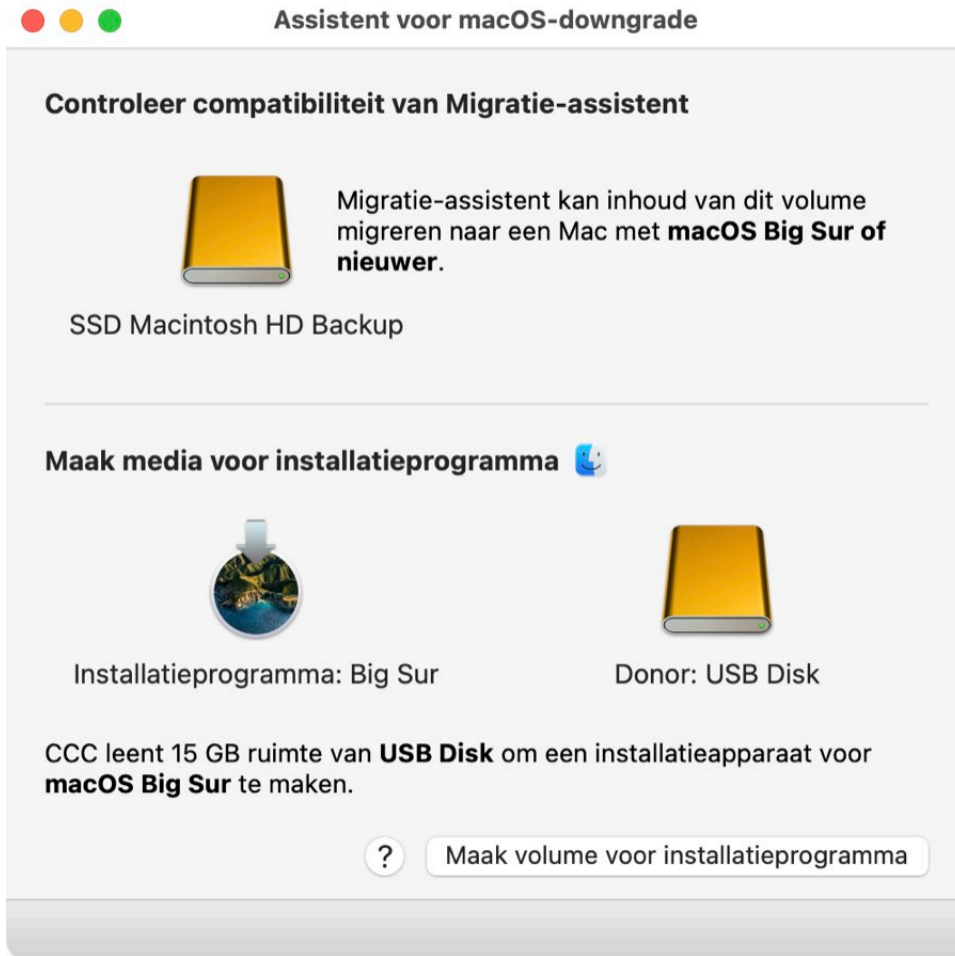 Assistent voor macOS-downgrade
Controleer compatibiliteit van Migratie-assistent
Migratie-assistent kan inhoud van dit volume
migreren naar een Mac met macOS Big Sur of
nieuwer.
SSD Macintosh HD Backup
Maak media voor installatieprogramma
Installatieprogramma: Big Sur
Donor: USB Disk
CCC leent 15 GB ruimte van USB Disk om een installatieapparaat voor
macOS Big Sur te maken.
?
Maak volume voor installatieprogramma